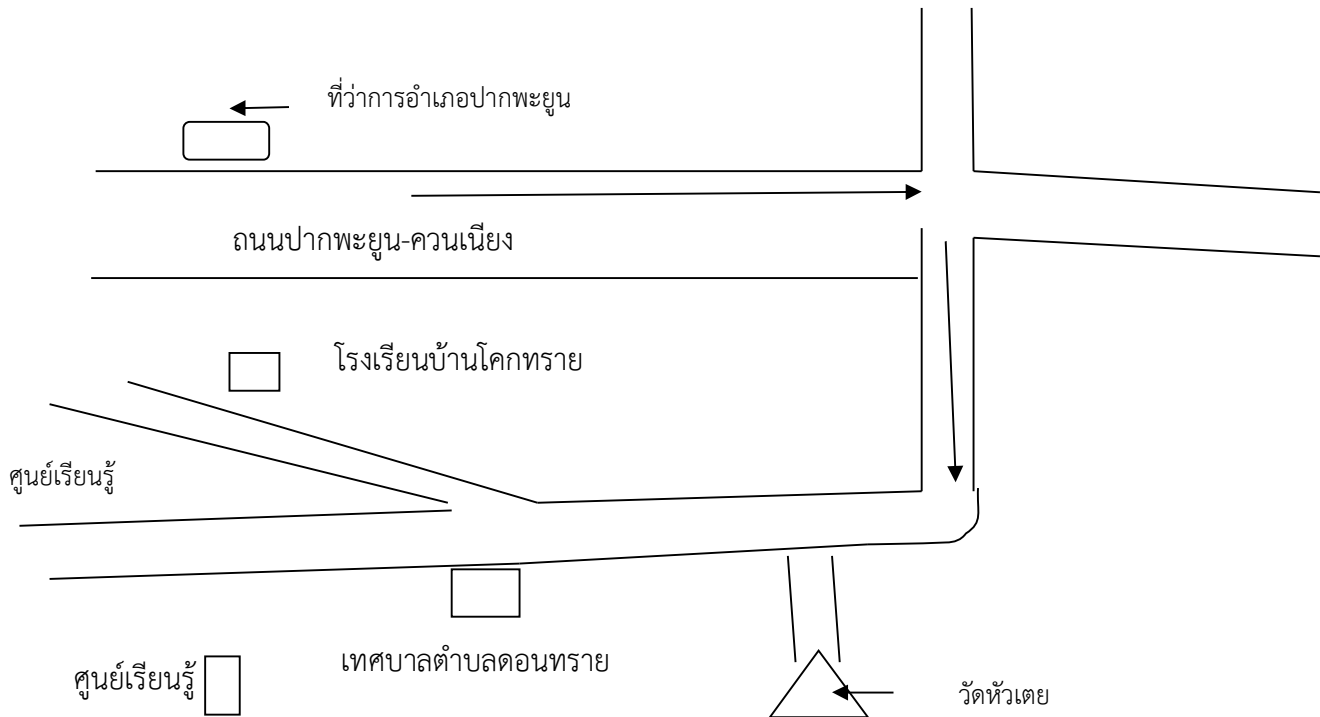 ที่ว่าการอำเภอปากพะยูน
ถนนปากพะยูน-ควนเนียง
โรงเรียนบ้านโคกทราย
ศูนย์เรียนรู้
เทศบาลตำบลดอนทราย
ศูนย์เรียนรู้
วัดหัวเตย